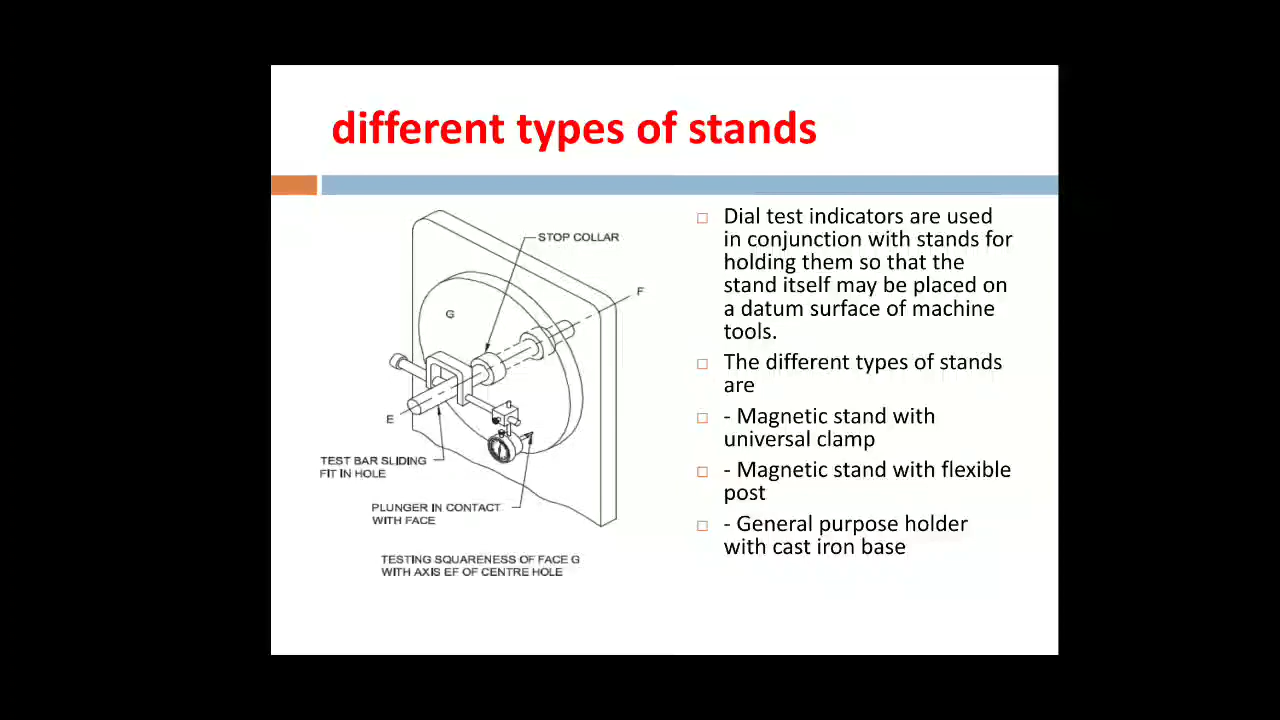 different types of stands
STOP COLLAR
F
G
E
TEST BAR SLIDING
FIT IN HOLE
PLUNGER IN CONTACT
WITH FACE
TESTING SQUARENESS OF FACE G
WITH AXIS EF OF CENTRE HOLE
Dial test indicators are used
in conjunction with stands for
holding them so that the
stand itself may be placed on
a datum surface of machine
tools.
The different types of stands
are
- Magnetic stand with
universal clamp
- Magnetic stand with flexible
post
- General purpose holder
with cast iron base